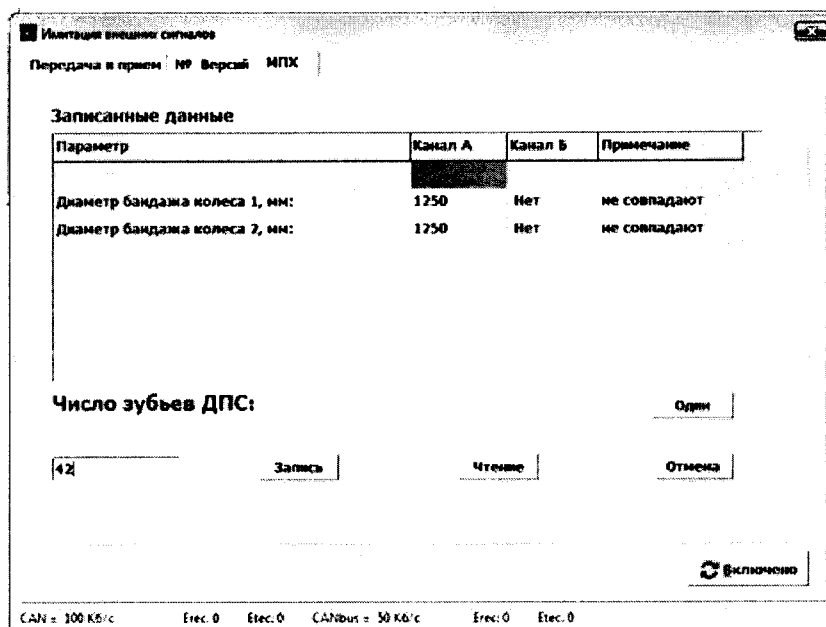 Имитация внешних сигналов
Передача и прием № Версий МПХ
Записанные данные
Параметр Канал А Канал Б Примечание
Диаметр бандажа колеса 1, мм: 1250 Нет не совпадают
Диаметр бандажа колеса 2, мм: 1250 Нет не совпадают
Число зубьев ДПС: Один
42 Запись Чтение Отмена
Включено
CAN = 100 Кб/с Erec. 0 Etec. 0 CANbus = 50 Кб/с Erec: 0 Etec. 0